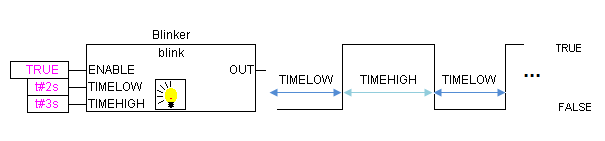 Blinker
blink
TRUE ENABLE OUT
t#2s TIMELOW
t#3s TIMEHIGH
TIMELOW TIMEHIGH TIMELOW
...
TRUE
FALSE